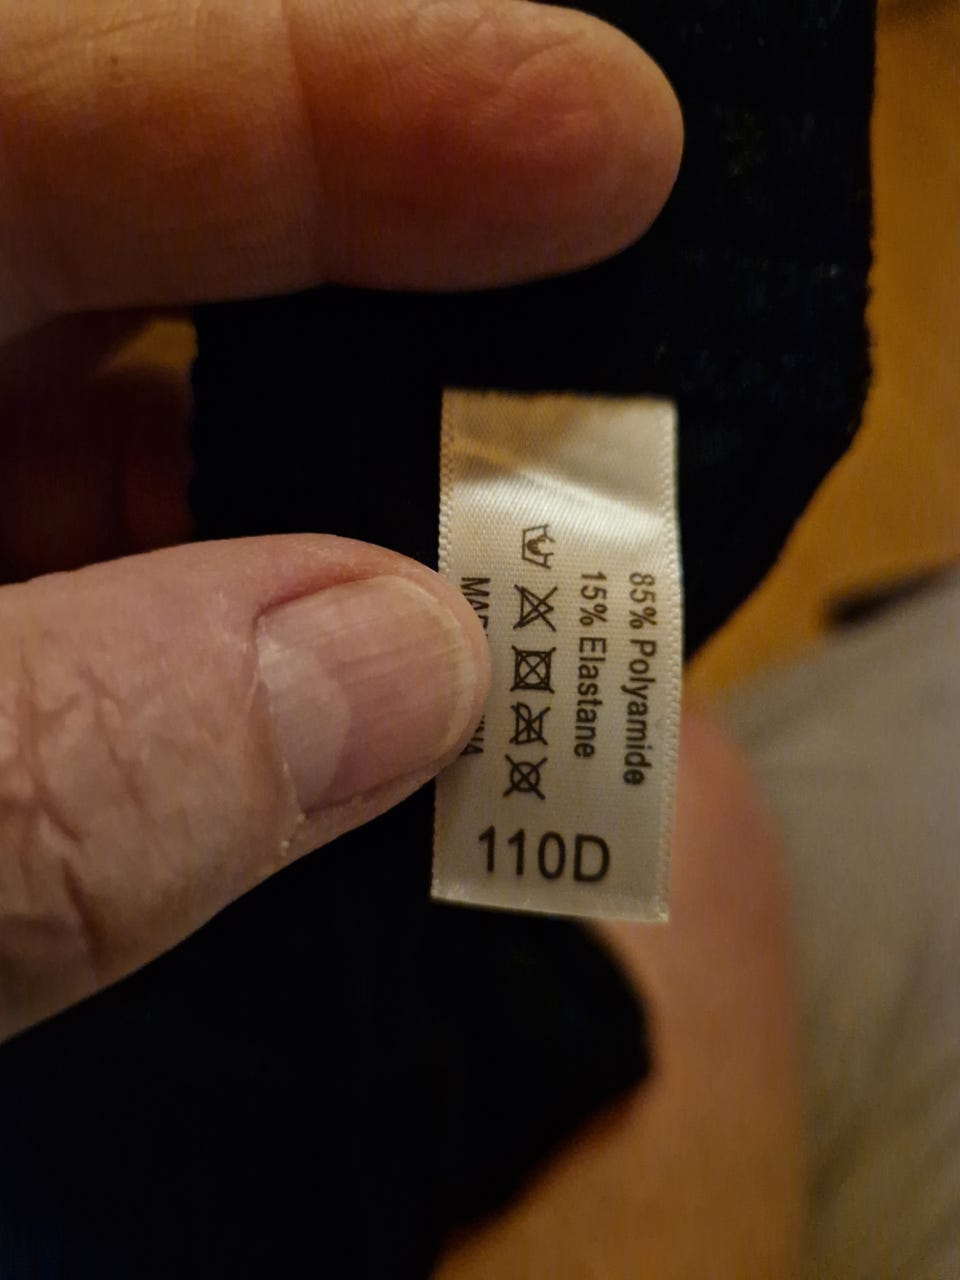 85% Polyamide
15% Elastane
110D